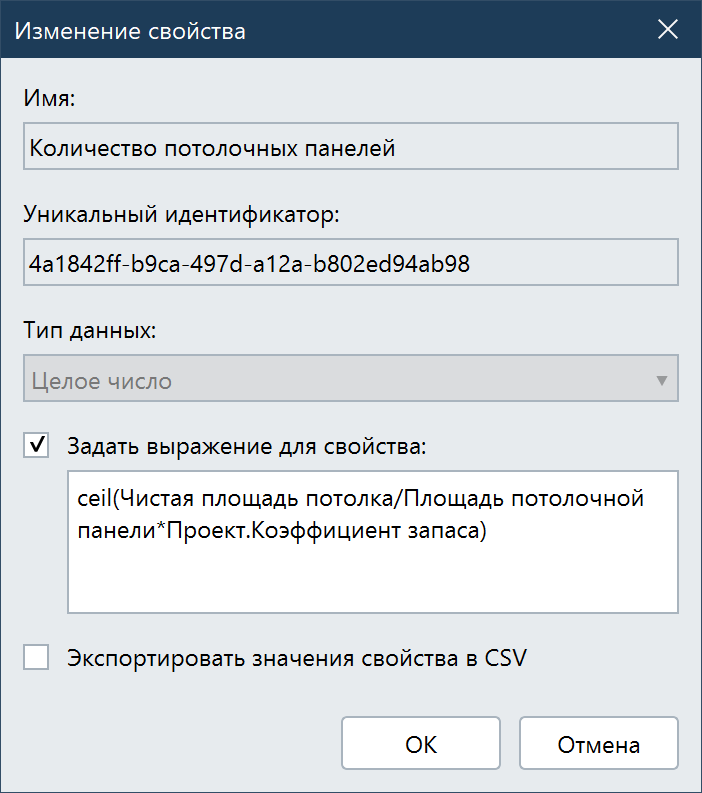 Изменение свойства
Имя:
Количество потолочных панелей
Уникальный идентификатор:
4a1842ff-b9ca-497d-a12a-b802ed94ab98
Тип данных:
Целое число
Задать выражение для свойства:
ceil(Чистая площадь потолка/Площадь потолочной
панели*Проект.Коэффициент запаса)
Экспортировать значения свойства в CSV
ОК
Отмена